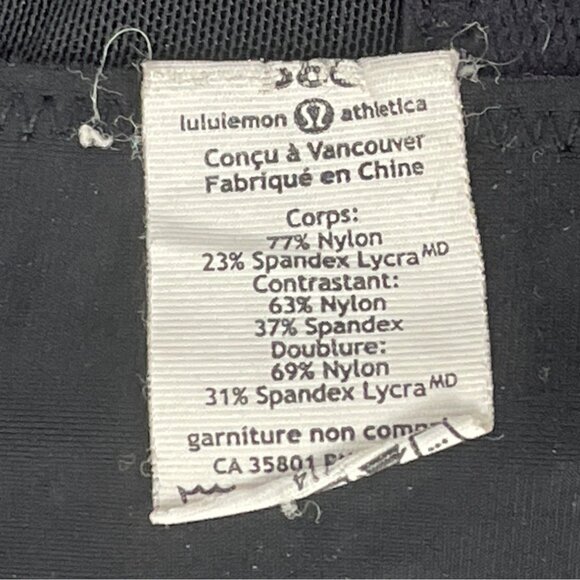 lululemon athletica
Conçu à Vancouver
Fabriqué en Chine
Corps:
77% Nylon
23% Spandex Lycra MD
Contrastant:
63% Nylon
37% Spandex
Doublure:
69% Nylon
31% Spandex Lycra MD
garniture non
CA 35801